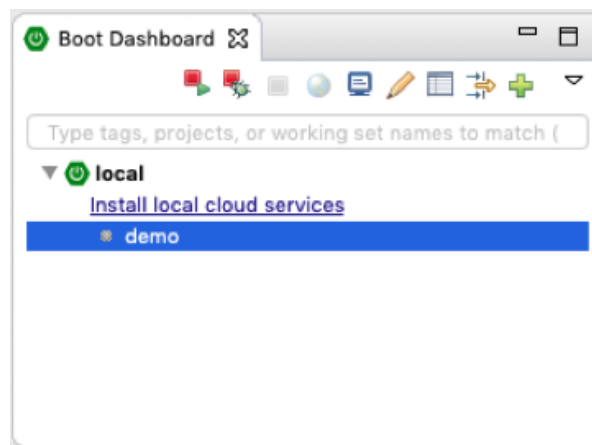 Boot Dashboard
Type tags, projects, or working set names to match (
local
Install local cloud services
demo